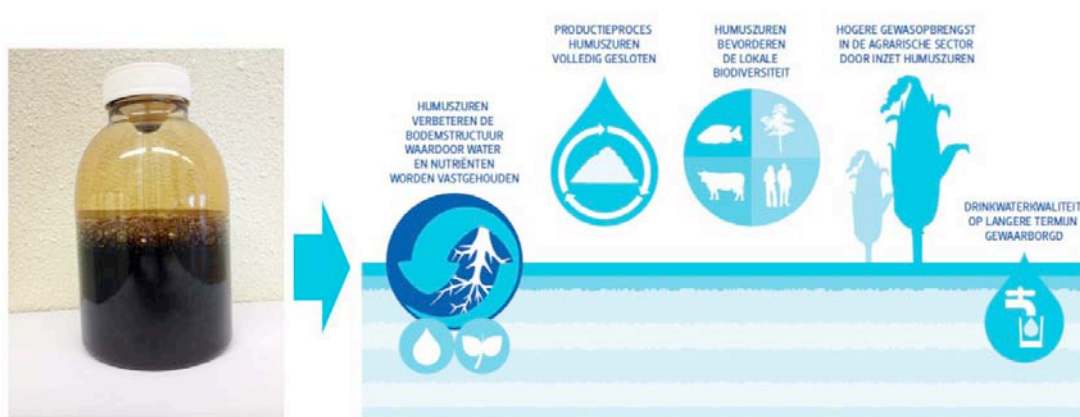 HUMUSZUREN
VERBETEREN DE
BODEMSTRUCTUUR
WAARDOOR WATER
EN NUTRIËNTEN
WORDEN VASTGEHOUDEN
PRODUCTIEPROCES
HUMUSZUREN
VOLLEDIG GESLOTEN
HUMUSZUREN
BEVORDEREN
DE LOKALE
BIODIVERSITEIT
HOGERE GEWASOPBRENGST
IN DE AGRARISCHE SECTOR
DOOR INZET HUMUSZUREN
DRINKWATERKWALITEIT
OP LANGERE TERMIJN
GEWAARBORGD